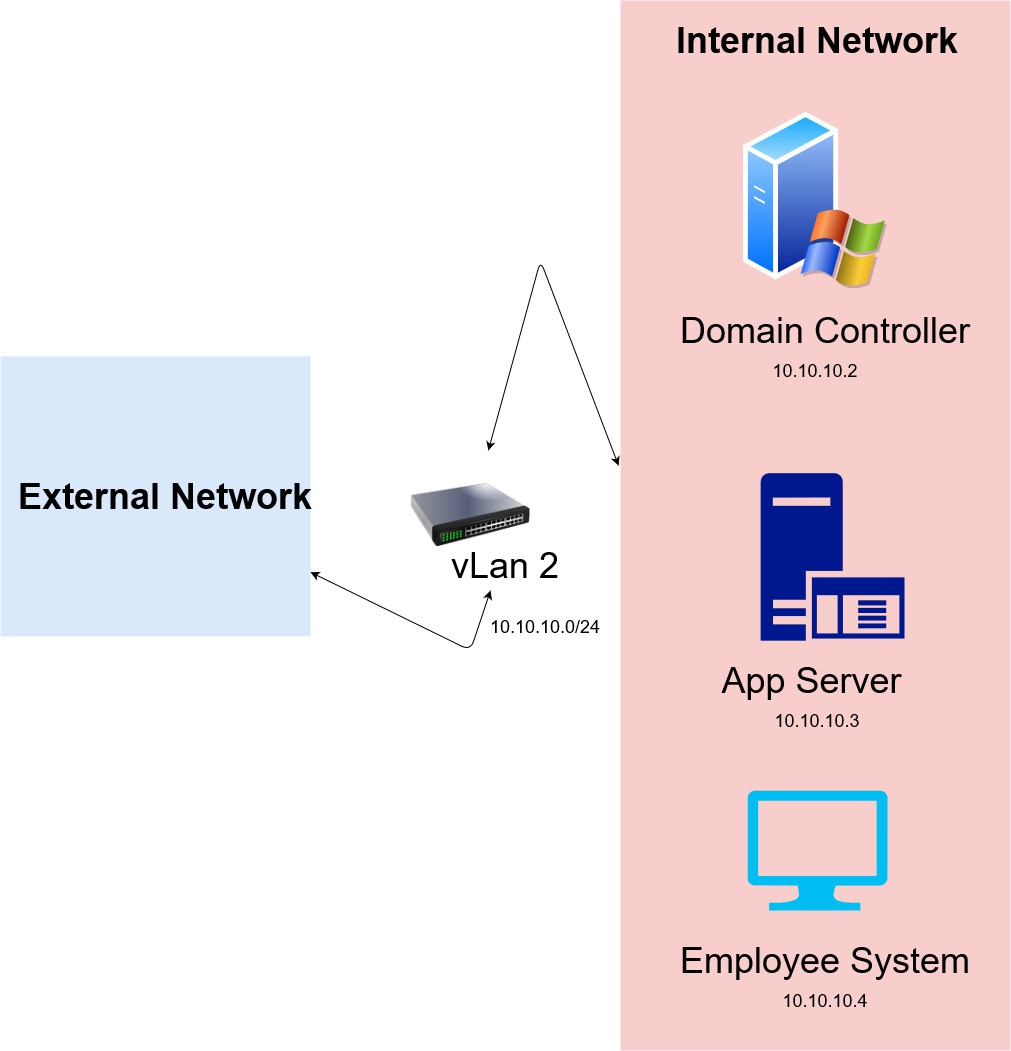 Internal Network
Domain Controller
10.10.10.2
External Network
vLan 2
10.10.10.0/24
App Server
10.10.10.3
Employee System
10.10.10.4